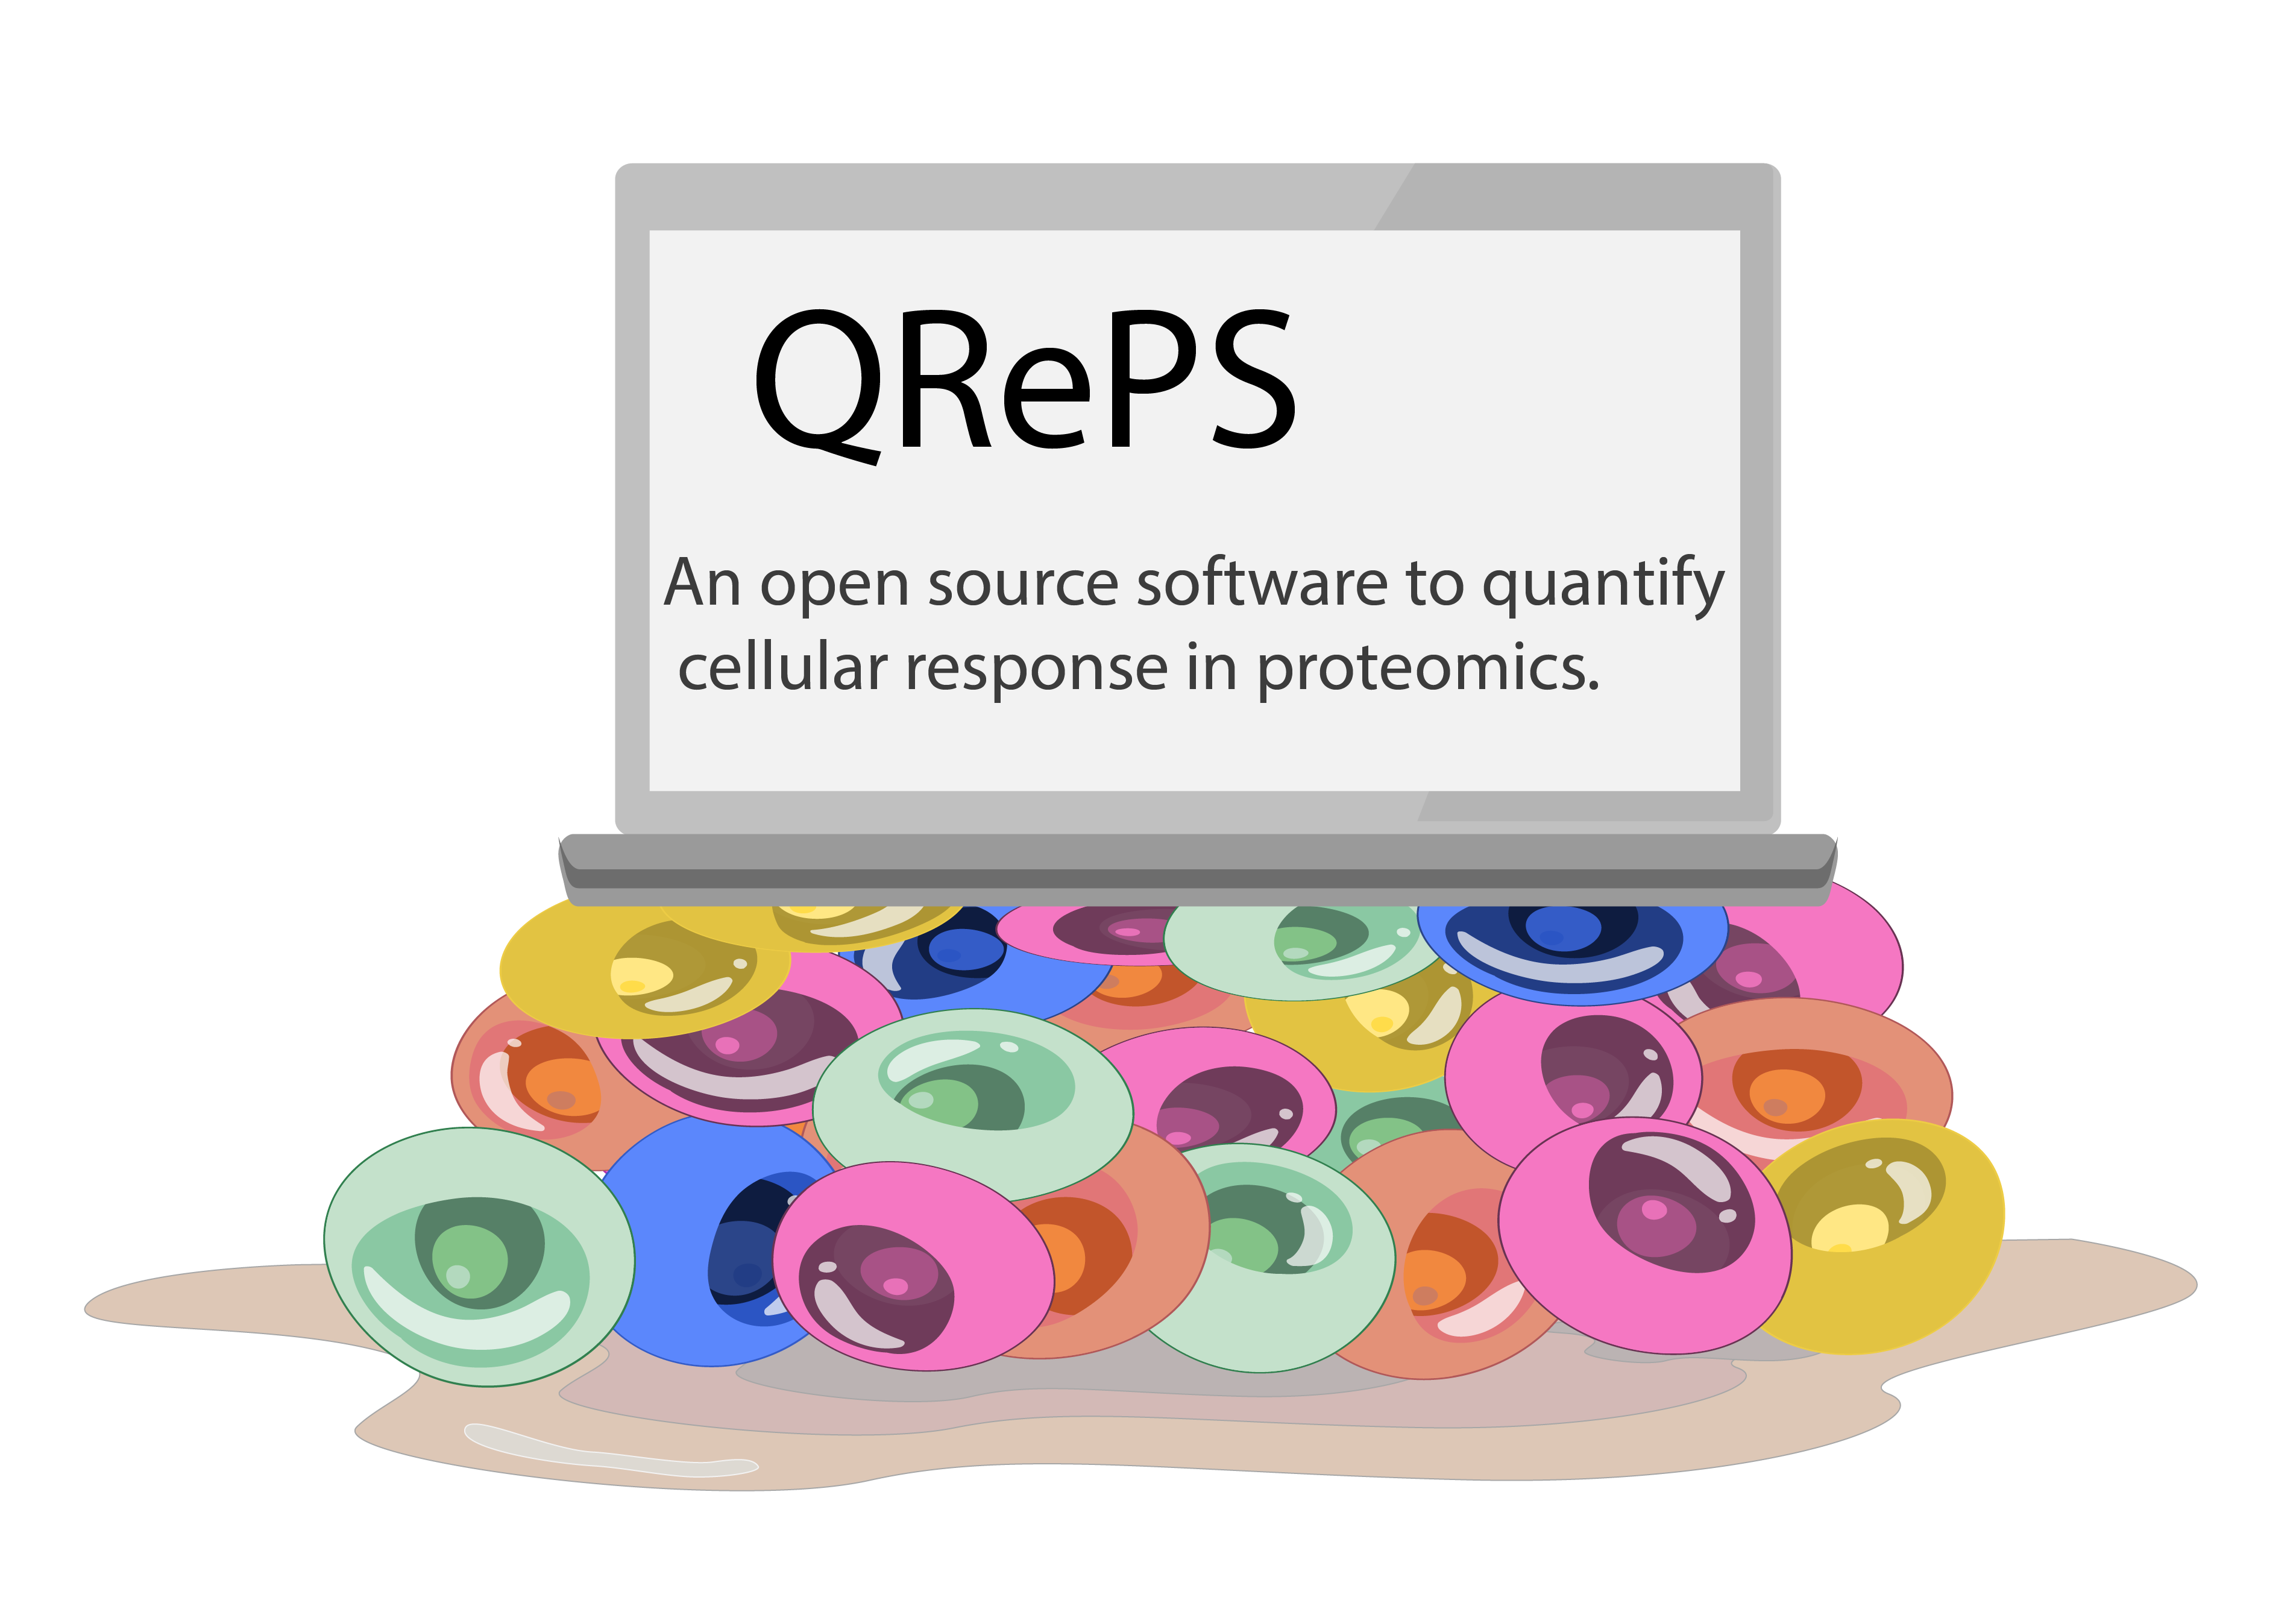 QRePS
An open source software to quantify
cellular response in proteomics.